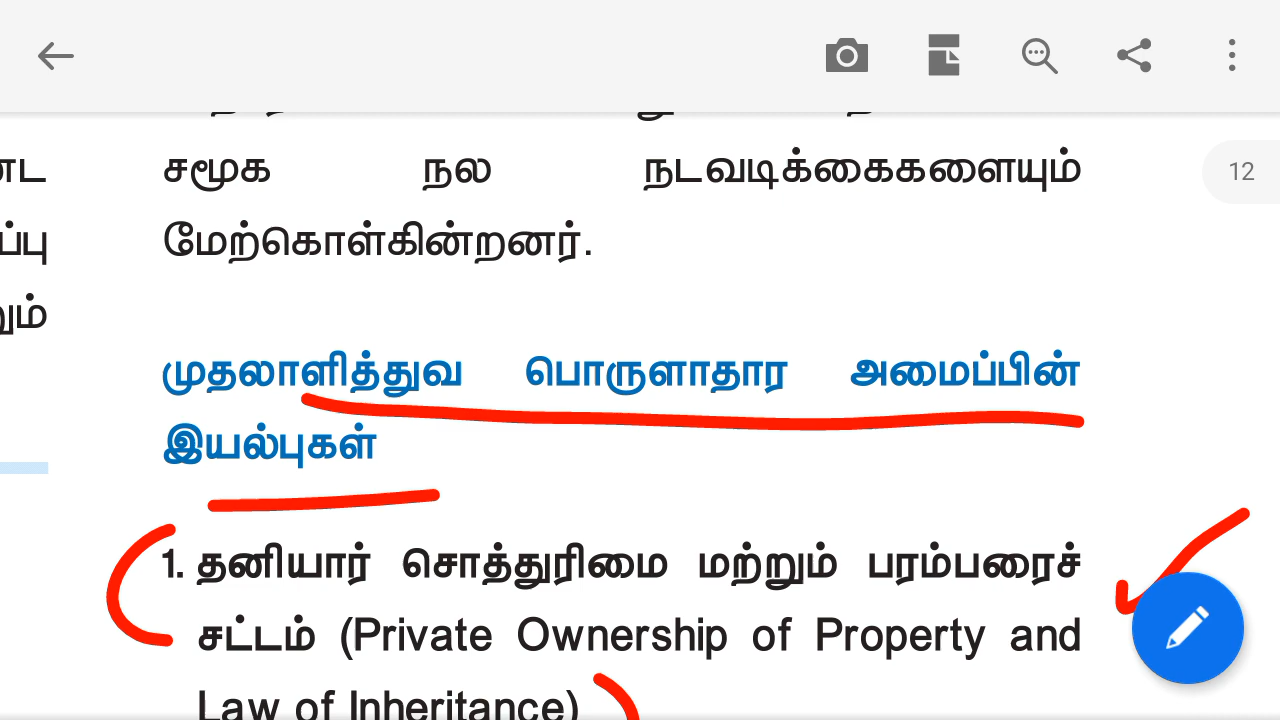 12
ண்ட
சமூக நல நடவடிக்கைகளையும்
ப்பு
மேற்கொள்கின்றனர்.
றும்
முதலாளித்துவ பொருளாதார அமைப்பின்
இயல்புகள்
1. தனியார் சொத்துரிமை மற்றும் பரம்பரைச்
சட்டம் (Private Ownership of Property and
Law of Inheritance)